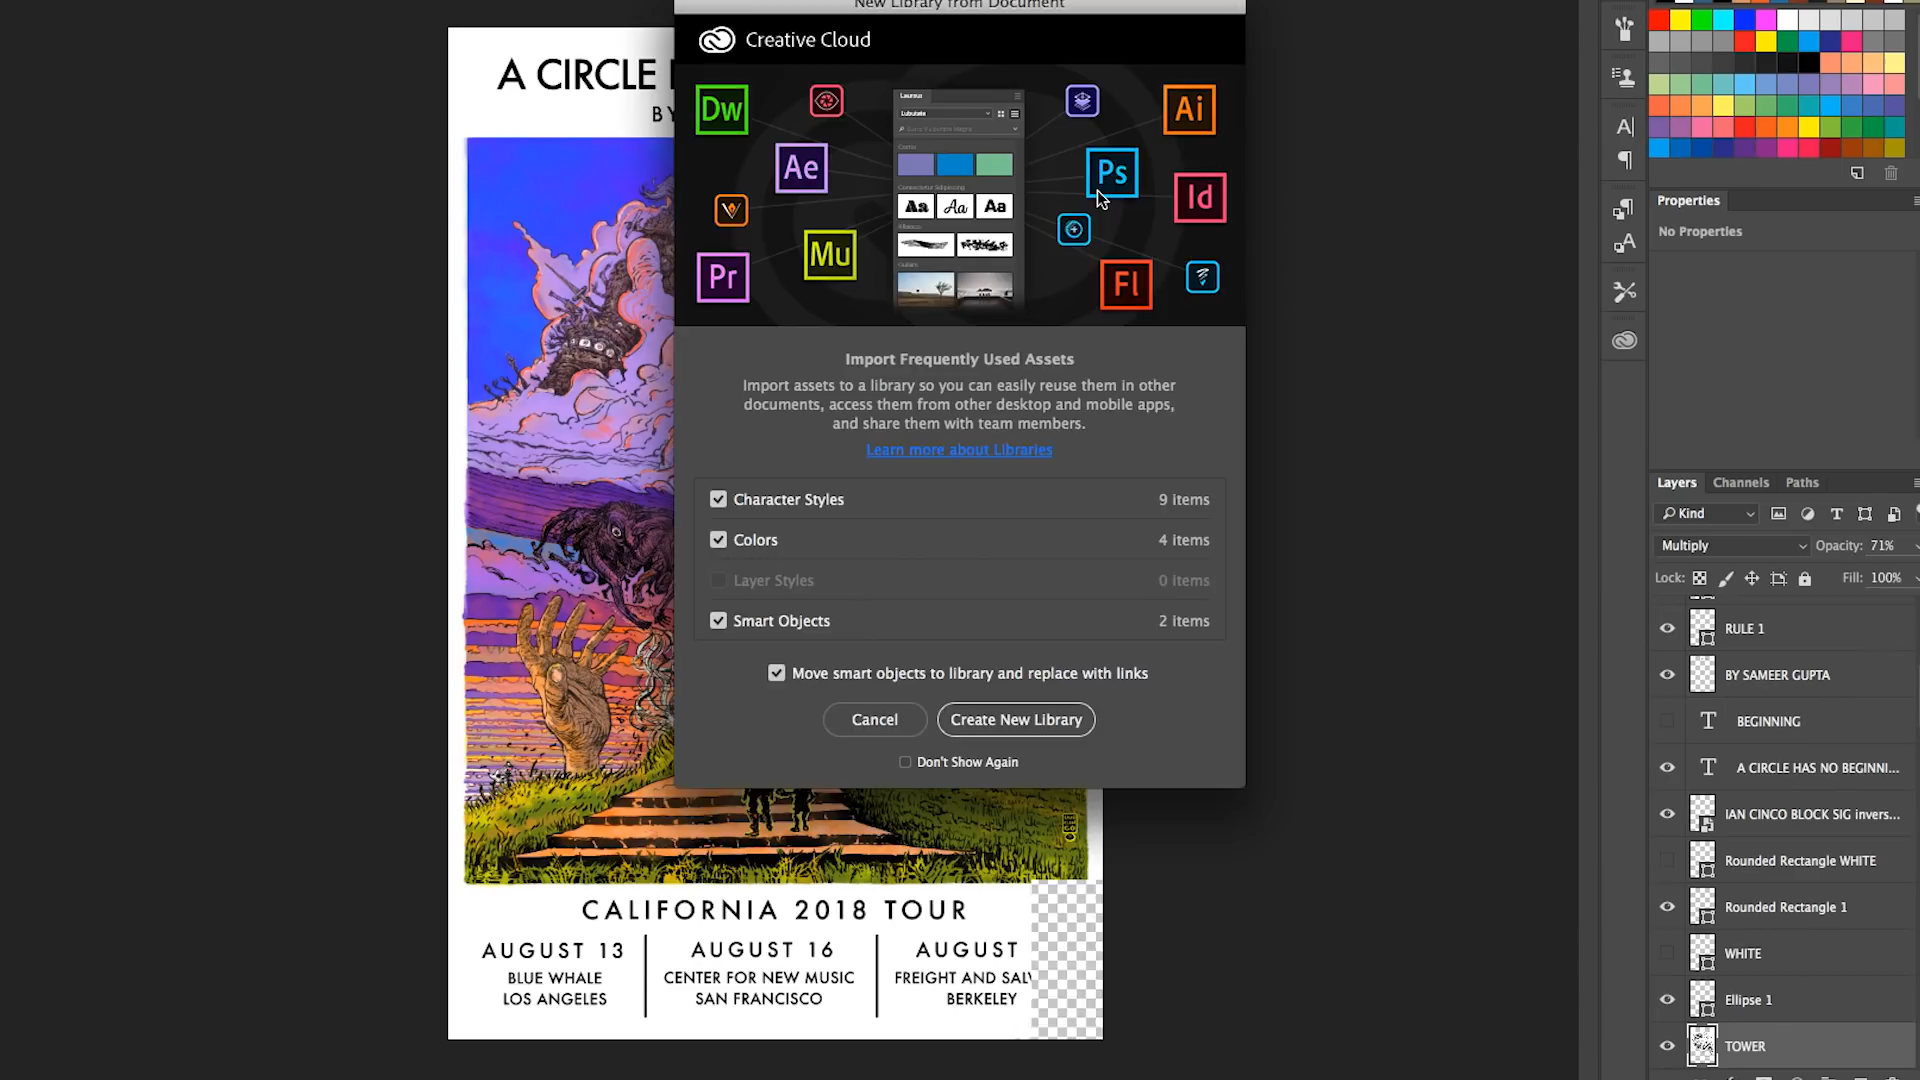 New Library from Document
Creative Cloud
A CIRCLE
BY
Dw
Ai
Ae
Ps
Id
Mu
Pr
Fl
Aa
Aa
Aa
Import Frequently Used Assets
Import assets to a library so you can easily reuse them in other
documents, access them from other desktop and mobile apps,
and share them with team members.
Learn more about Libraries
Character Styles 9 items
Colors 4 items
Layer Styles 0 items
Smart Objects 2 items
Move smart objects to library and replace with links
Cancel
Create New Library
Don't Show Again
CALIFORNIA 2018 TOUR
AUGUST 13
BLUE WHALE
LOS ANGELES
AUGUST 16
CENTER FOR NEW MUSIC
SAN FRANCISCO
AUGUST
FREIGHT AND SAL
BERKELEY
Properties
No Properties
Layers Channels Paths
Kind
Multiply Opacity: 71%
Lock: Fill: 100%
RULE 1
BY SAMEER GUPTA
BEGINNING
A CIRCLE HAS NO BEGINNI...
IAN CINCO BLOCK SIG invers...
Rounded Rectangle WHITE
Rounded Rectangle 1
WHITE
Ellipse 1
TOWER